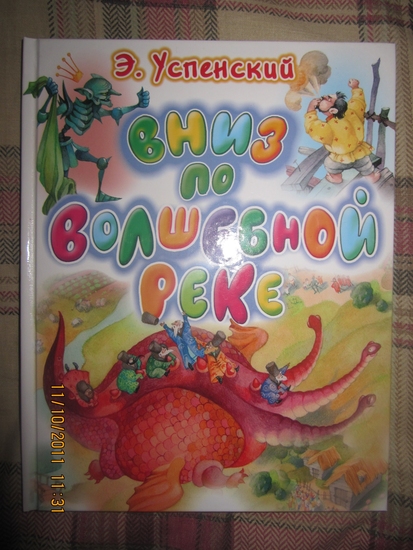 Э. Успенский
ВНИЗ
ПО
ВОЛШЕБНОЙ
РЕКЕ
11/10/2011 11:31